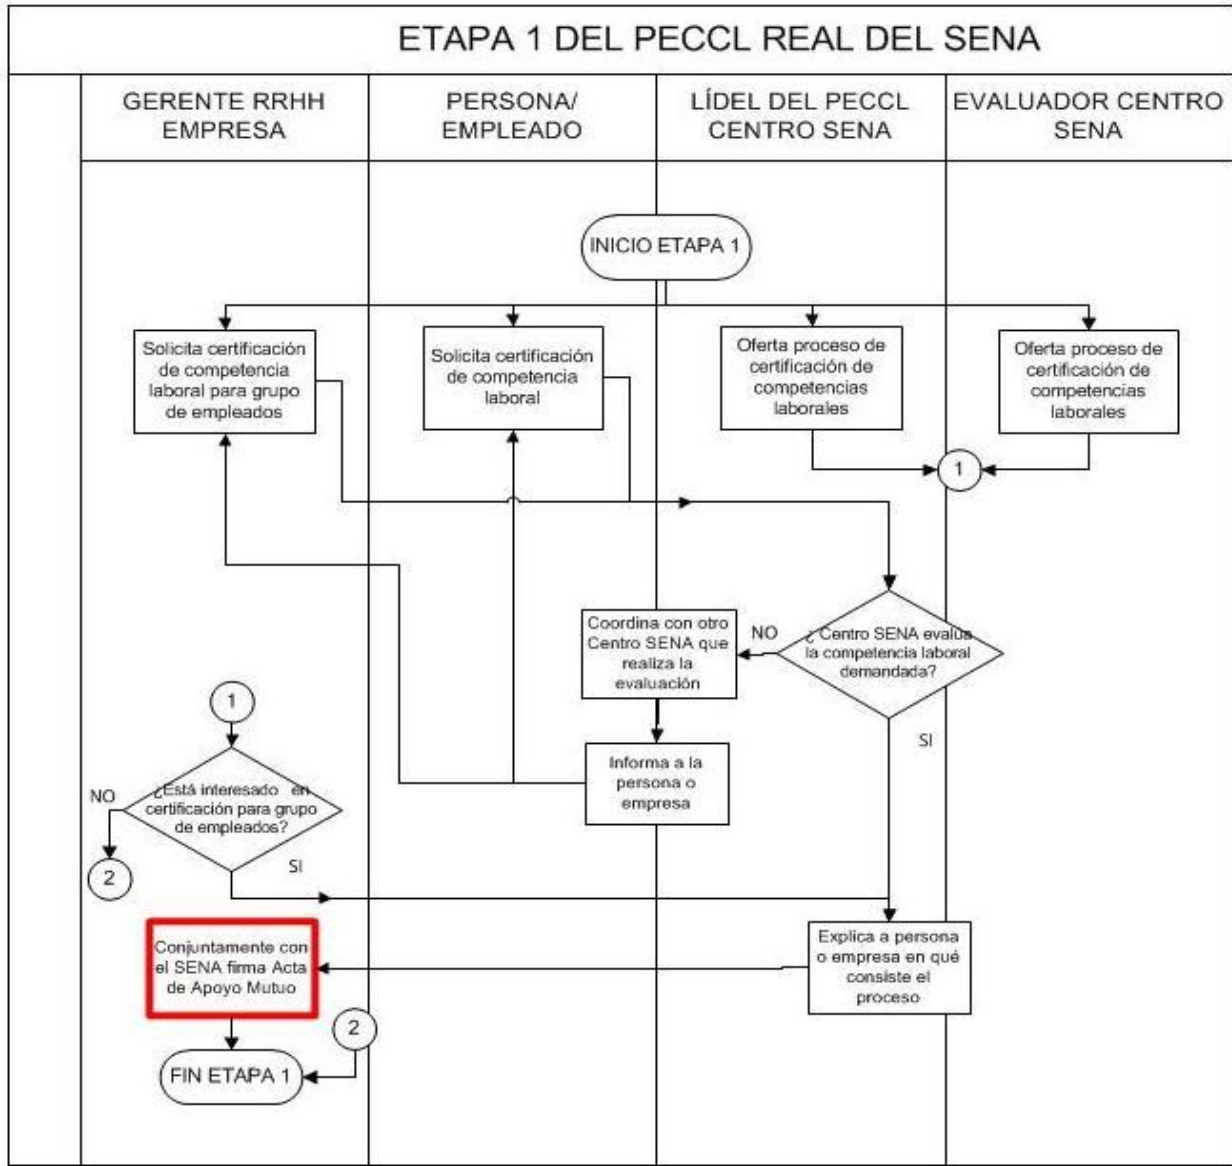 ETAPA 1 DEL PECCL REAL DEL SENA
GERENTE RRHH
EMPRESA
PERSONA/
EMPLEADO
LÍDEL DEL PECCL
CENTRO SENA
EVALUADOR CENTRO
SENA
INICIO ETAPA 1
Solicita certificación
de competencia
laboral para grupo
de empleados
Solicita certificación
de competencia
laboral
Oferta proceso de
certificación de
competencias
laborales
Oferta proceso de
certificación de
competencias
laborales
1
¿ Centro SENA evalúa
la competencia laboral
demandada?
NO
SI
Coordina con otro
Centro SENA que
realiza la
evaluación
Informa a la
persona o
empresa
1
¿Está interesado en
certificación para grupo
de empleados?
NO
2
SI
Explica a persona
o empresa en qué
consiste el
proceso
Conjuntamente con
el SENA firma Acta
de Apoyo Mutuo
2
FIN ETAPA 1